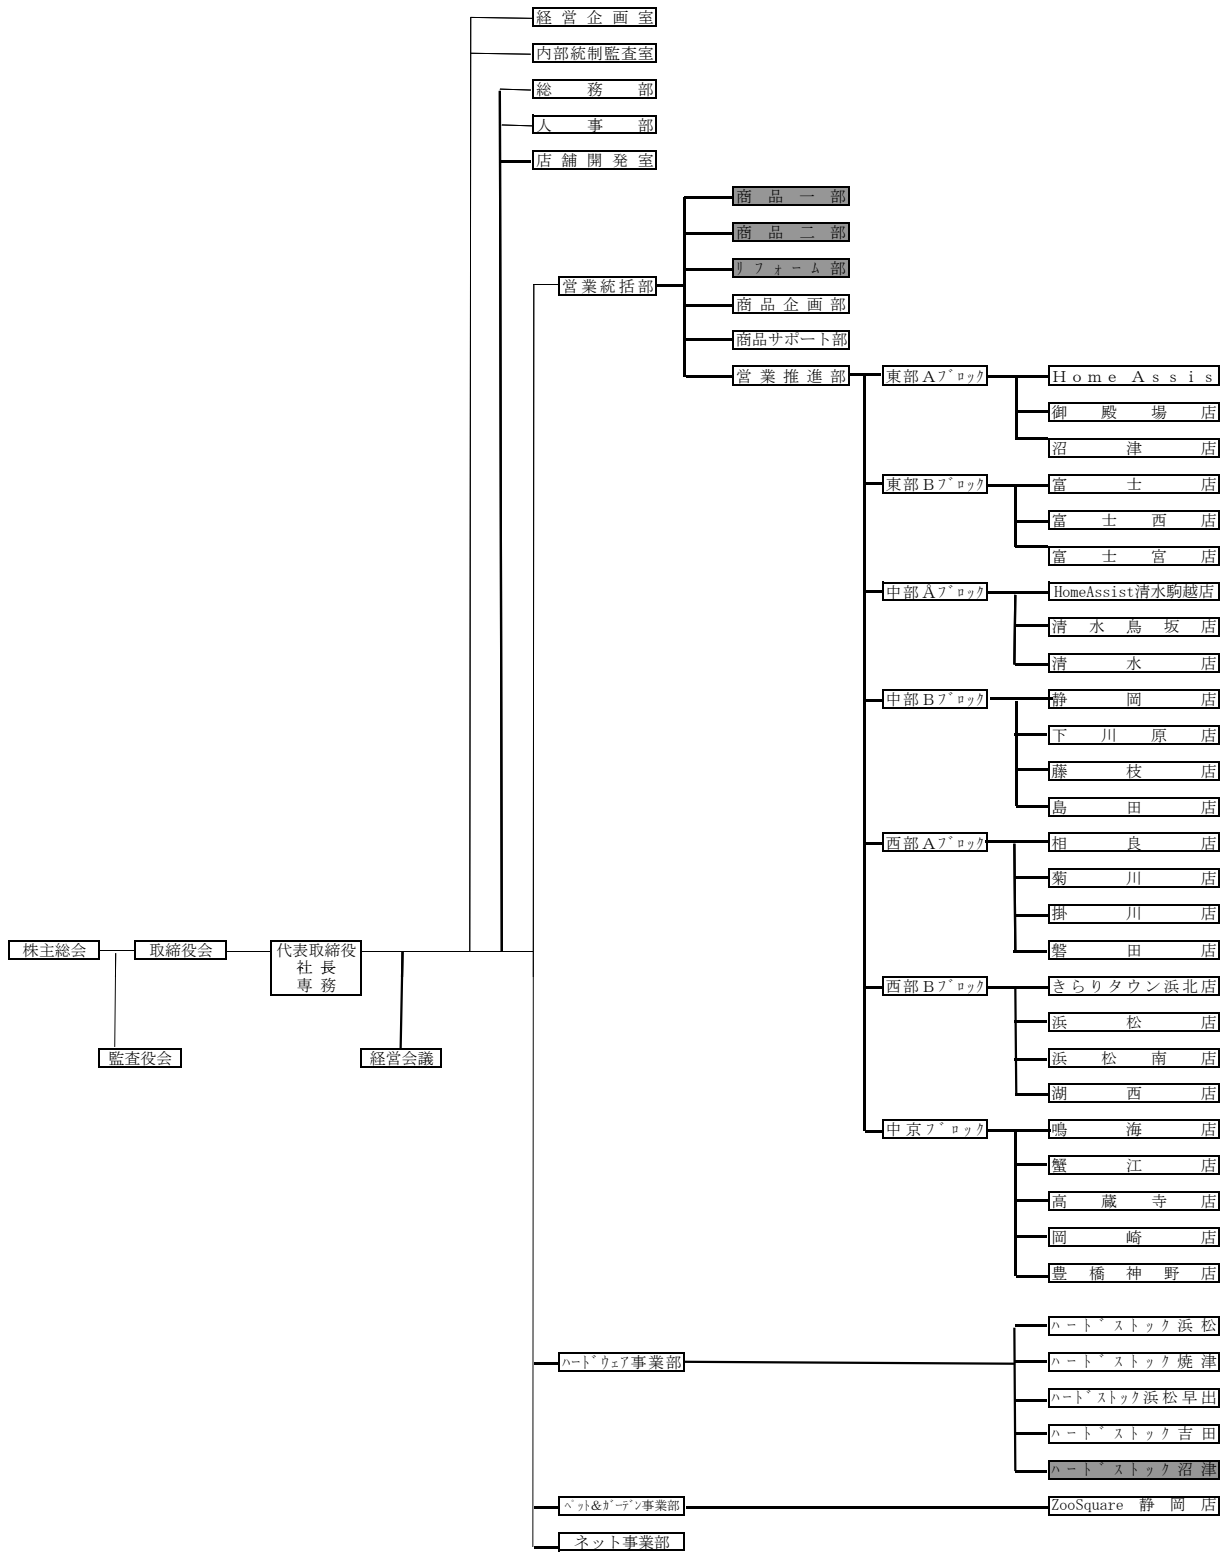 経営企画室
内部統制監査室
総務部
人事部
店舗開発室
商品一部
商品二部
ﾘフォーム部
営業統括部
商品企画部
商品サポート部
営業推進部
東部Aﾌﾞﾛｯｸ
Home Assis
御殿場店
沼津店
東部Bﾌﾞﾛｯｸ
富士店
富士西店
富士宮店
中部Åﾌﾞﾛｯｸ
HomeAssist清水駒越店
清水鳥坂店
清水店
中部Bﾌﾞﾛｯｸ
静岡店
下川原店
藤枝店
島田店
西部Aﾌﾞﾛｯｸ
相良店
菊川店
掛川店
磐田店
株主総会
取締役会
代表取締役
社長
専務
監査役会
経営会議
西部Bﾌﾞﾛｯｸ
きらりタウン浜北店
浜松店
浜松南店
湖西店
中京ﾌﾞﾛｯｸ
鳴海店
蟹江店
高蔵寺店
岡崎店
豊橋神野店
ﾊｰﾄﾞｽﾄｯｸ浜松
ﾊｰﾄﾞｳｪｱ事業部
ﾊｰﾄﾞｽﾄｯｸ焼津
ﾊｰﾄﾞｽﾄｯｸ浜松早出
ﾊｰﾄﾞｽﾄｯｸ吉田
ﾊｰﾄﾞｽﾄｯｸ沼津
ﾍﾟｯﾄ&ｶﾞｰﾃﾞﾝ事業部
ZooSquare 静岡店
ネット事業部